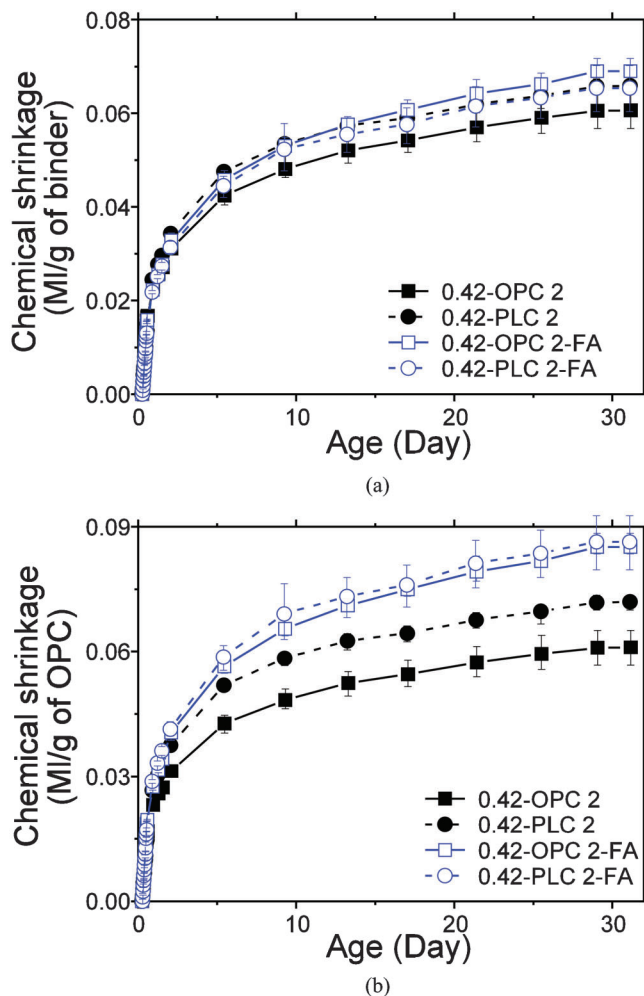 0.08
0.06
0.04
0.02
0.00
Chemical shrinkage
(Ml/g of binder)
0.42-OPC 2
0.42-PLC 2
0.42-OPC 2-FA
0.42-PLC 2-FA
0 10 20 30
Age (Day)
(a)
0.09
0.06
0.03
0.00
Chemical shrinkage
(Ml/g of OPC)
0.42-OPC 2
0.42-PLC 2
0.42-OPC 2-FA
0.42-PLC 2-FA
0 10 20 30
Age (Day)
(b)